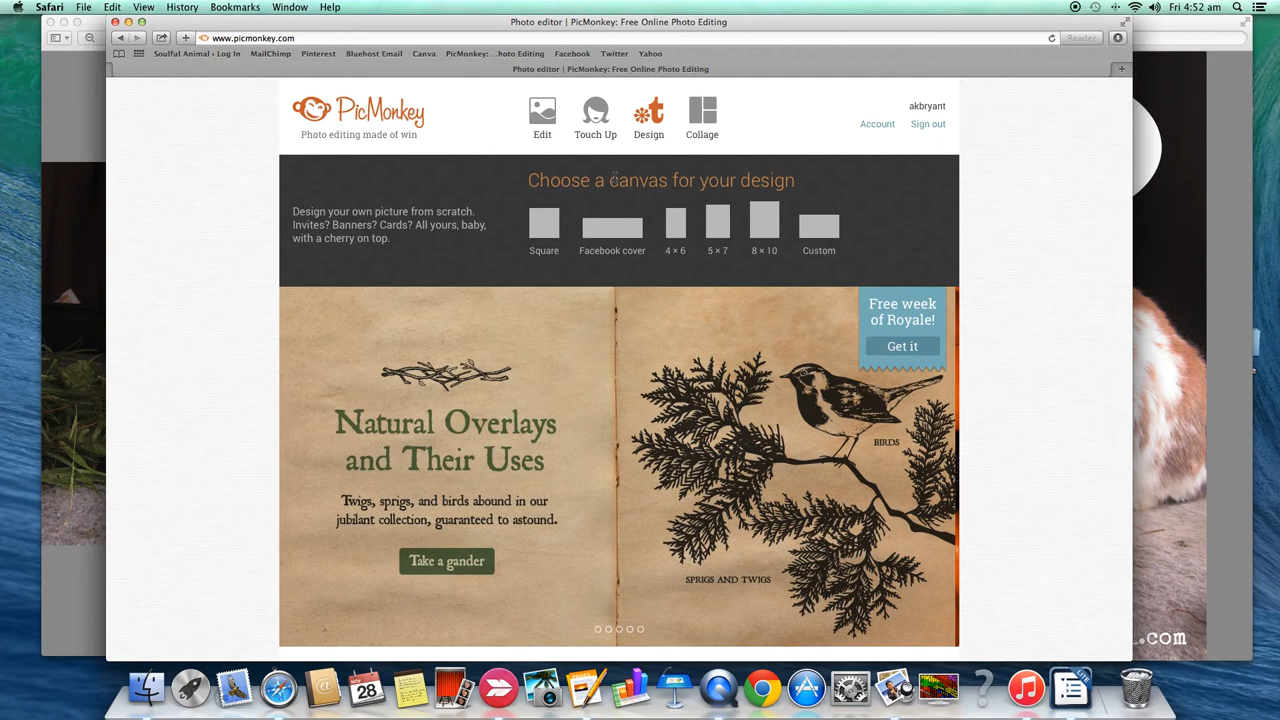 Safari File Edit View History Bookmarks Window Help
Fri 4:52 am
Photo editor | PicMonkey: Free Online Photo Editing
www.picmonkey.com
Reader
Soulful Animal › Log In MailChimp Pinterest Bluehost Email Canva PicMonkey: ...hoto Editing Facebook Twitter Yahoo
Photo editor | PicMonkey: Free Online Photo Editing
PicMonkey
Photo editing made of win
Edit Touch Up Design Collage
akbryant
Account Sign out
Choose a canvas for your design
Design your own picture from scratch.
Invites? Banners? Cards? All yours, baby,
with a cherry on top.
Square Facebook cover 4 × 6 5 × 7 8 × 10 Custom
Free week
of Royale!
Get it
Natural Overlays
and Their Uses
Twigs, sprigs, and birds abound in our
jubilant collection, guaranteed to astound.
Take a gander
BIRDS
SPRIGS AND TWIGS
.com
NOV
28
LITE